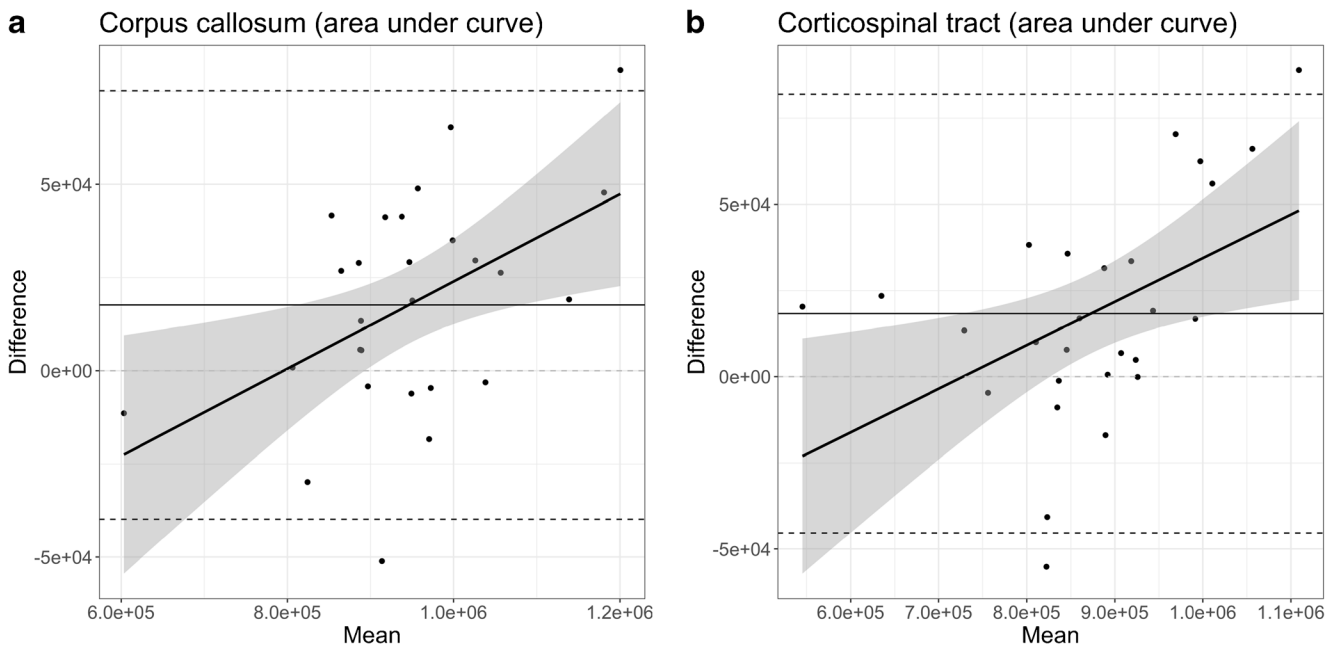 a Corpus callosum (area under curve)
5e+04
0e+00
-5e+04
Difference
6.0e+05 8.0e+05 1.0e+06 1.2e+06
Mean
b Corticospinal tract (area under curve)
5e+04
0e+00
-5e+04
Difference
6.0e+05 7.0e+05 8.0e+05 9.0e+05 1.0e+06 1.1e+06
Mean